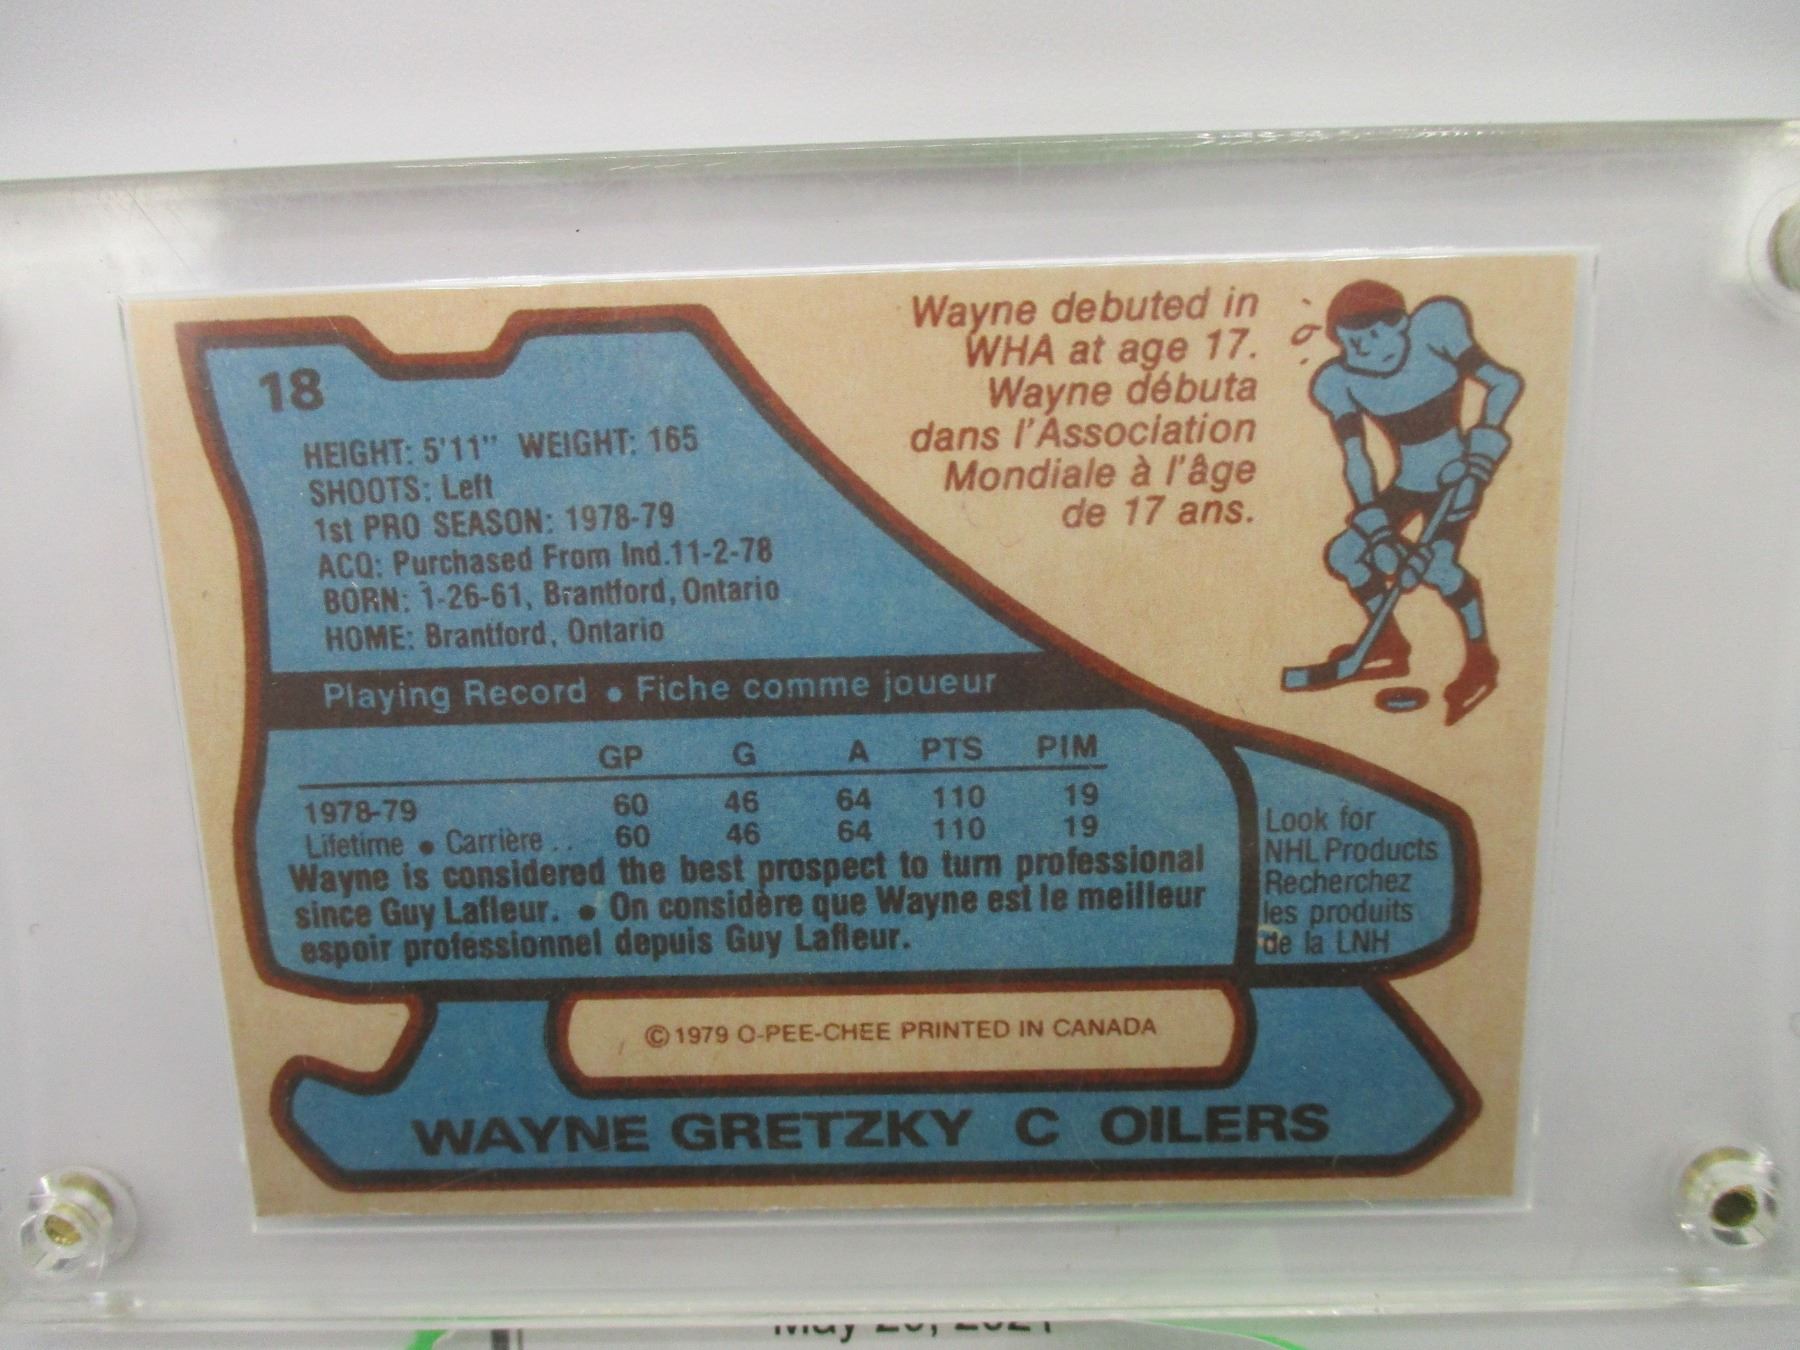 18
HEIGHT: 5'11" WEIGHT: 165
SHOOTS: Left
1st PRO SEASON: 1978-79
ACQ: Purchased From Ind.11-2-78
BORN: 1-26-61, Brantford, Ontario
HOME: Brantford, Ontario
Wayne debuted in
WHA at age 17.
Wayne débuta
dans l'Association
Mondiale à l'âge
de 17 ans.
Playing Record • Fiche comme joueur
GP G A PTS PIM
1978-79 60 46 64 110 19
Lifetime • Carrière .. 60 46 64 110 19
Wayne is considered the best prospect to turn professional
since Guy Lafleur. • On considère que Wayne est le meilleur
espoir professionnel depuis Guy Lafleur.
Look for
NHL Products
Recherchez
les produits
de la LNH
© 1979 O-PEE-CHEE PRINTED IN CANADA
WAYNE GRETZKY C OILERS
May